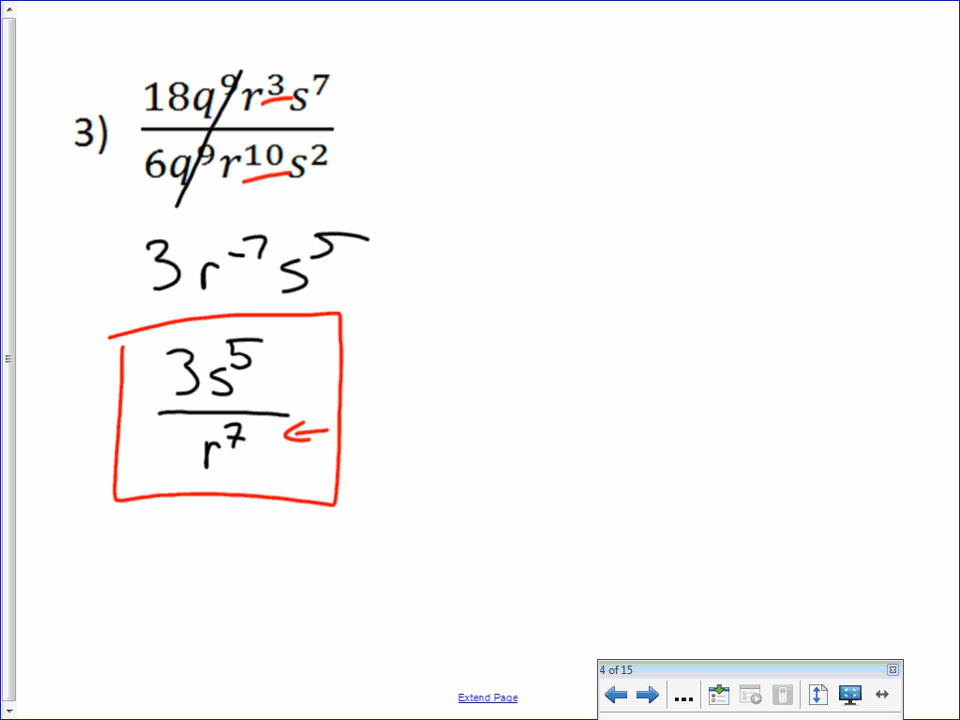 3) 18q⁹r³s⁷
6q⁹r¹⁰s²
3r⁻⁷s⁵
3s⁵
r⁷
4 of 15
Extend Page
...